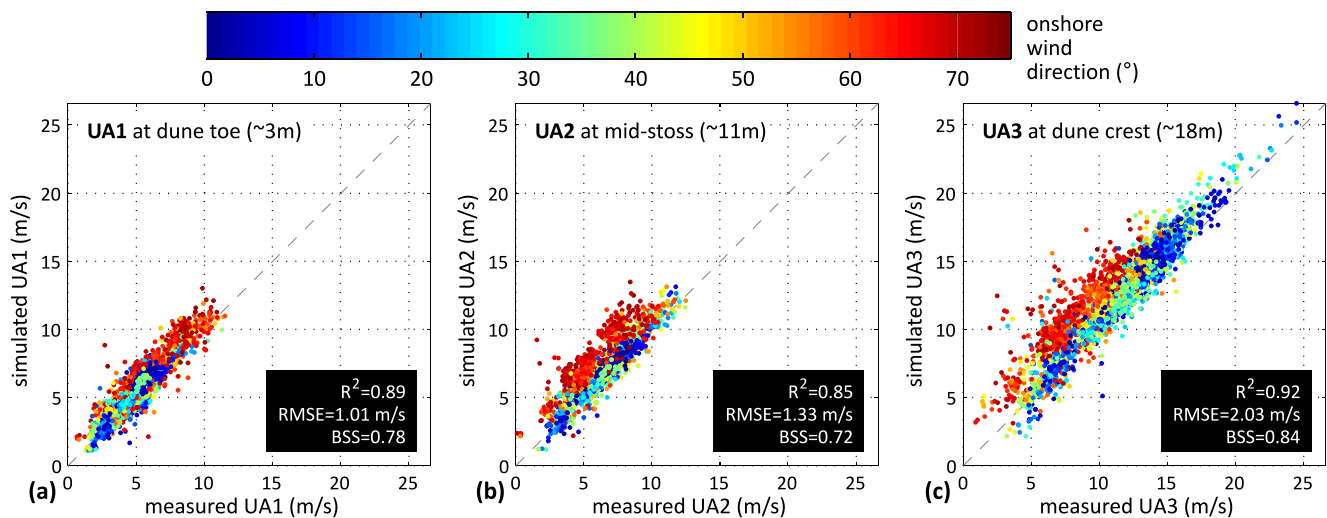 onshore
wind
direction (°)
0 10 20 30 40 50 60 70
UA1 at dune toe (~3m)
25
20
15
10
5
0
simulated UA1 (m/s)
R²=0.89
RMSE=1.01 m/s
BSS=0.78
0 5 10 15 20 25
(a)
measured UA1 (m/s)
UA2 at mid-stoss (~11m)
25
20
15
10
5
0
simulated UA2 (m/s)
R²=0.85
RMSE=1.33 m/s
BSS=0.72
0 5 10 15 20 25
(b)
measured UA2 (m/s)
UA3 at dune crest (~18m)
25
20
15
10
5
0
simulated UA3 (m/s)
R²=0.92
RMSE=2.03 m/s
BSS=0.84
0 5 10 15 20 25
(c)
measured UA3 (m/s)